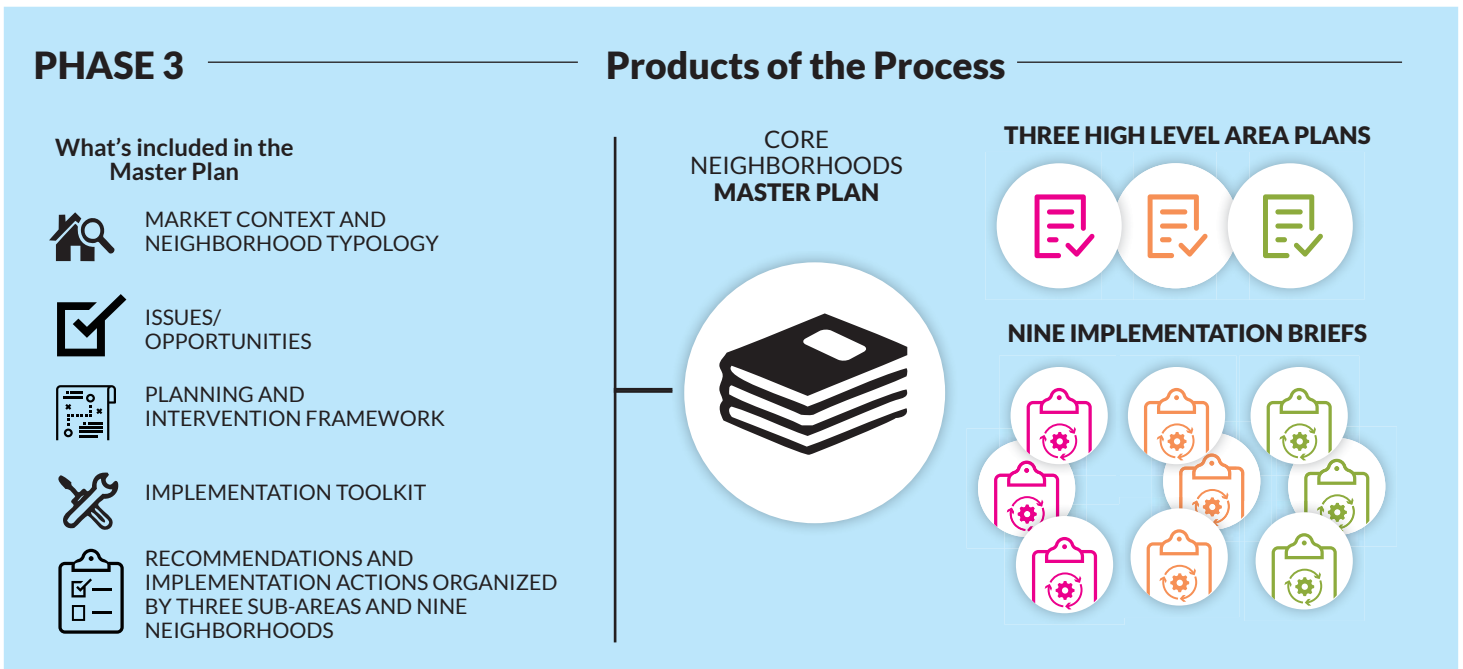 PHASE 3
What's included in the
Master Plan
MARKET CONTEXT AND
NEIGHBORHOOD TYPOLOGY
ISSUES/
OPPORTUNITIES
PLANNING AND
INTERVENTION FRAMEWORK
IMPLEMENTATION TOOLKIT
RECOMMENDATIONS AND
IMPLEMENTATION ACTIONS ORGANIZED
BY THREE SUB-AREAS AND NINE
NEIGHBORHOODS
Products of the Process
CORE
NEIGHBORHOODS
MASTER PLAN
THREE HIGH LEVEL AREA PLANS
NINE IMPLEMENTATION BRIEFS